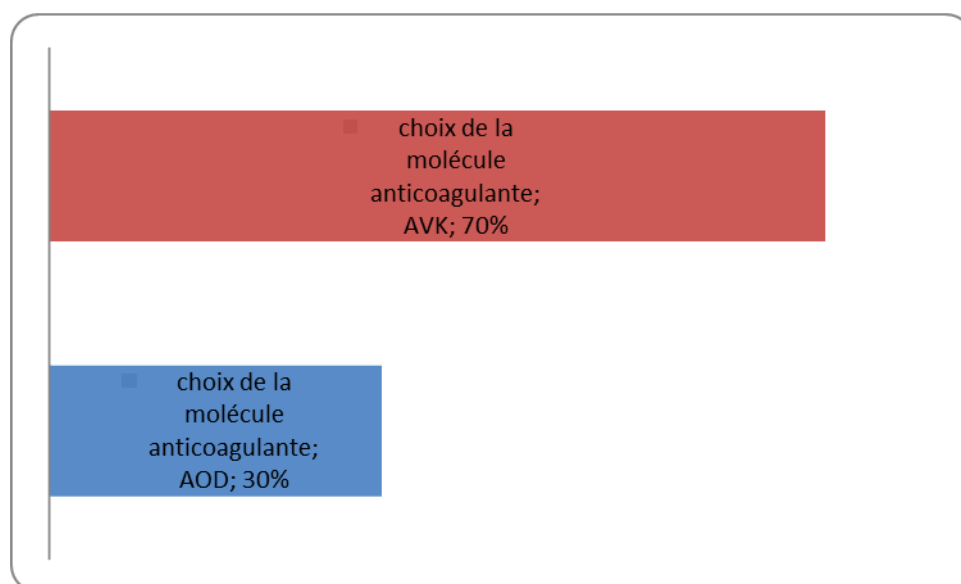 choix de la
molécule
anticoagulante;
AVK; 70%
choix de la
molécule
anticoagulante;
AOD; 30%